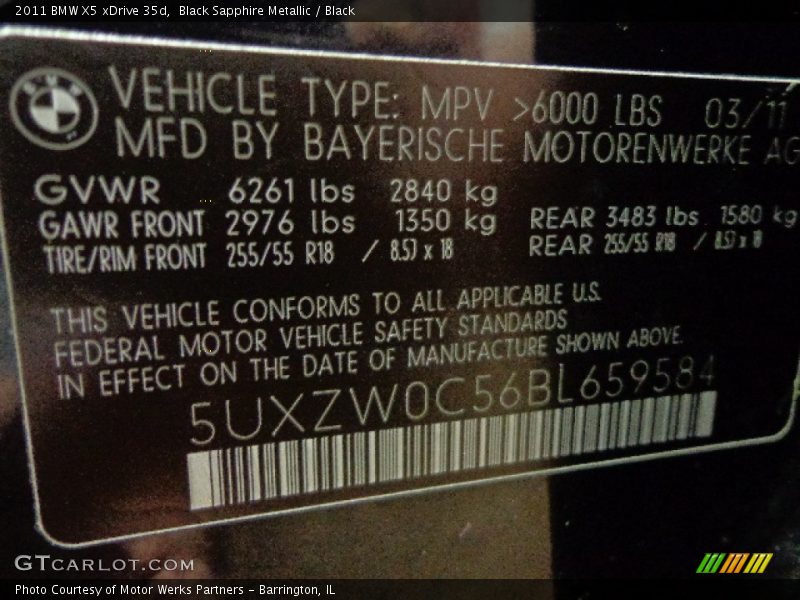 2011 BMW X5 xDrive 35d,  Black Sapphire Metallic / Black
BMW
VEHICLE TYPE: MPV >6000 LBS 03/11
MFD BY BAYERISCHE MOTORENWERKE AG
GVWR 6261 lbs 2840 kg
GAWR FRONT 2976 lbs 1350 kg REAR 3483 lbs 1580 kg
TIRE/RIM FRONT 255/55 R18 / 8.5J x 18 REAR 255/55 R18 / 8.5J x 18
THIS VEHICLE CONFORMS TO ALL APPLICABLE U.S.
FEDERAL MOTOR VEHICLE SAFETY STANDARDS
IN EFFECT ON THE DATE OF MANUFACTURE SHOWN ABOVE.
5UXZW0C56BL659584
GTCARLOT.COM
Photo Courtesy of Motor Werks Partners – Barrington, IL